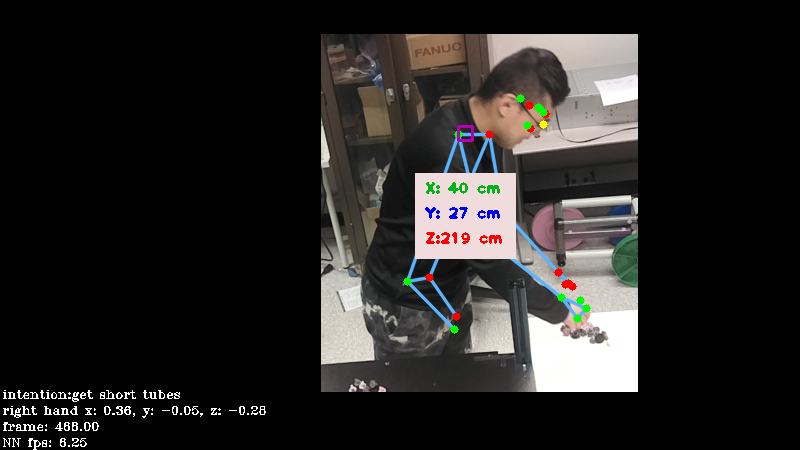 FANUC
X: 40 cm
Y: 27 cm
Z:219 cm
intention:get short tubes
right hand x: 0.36, y: -0.05, z: -0.28
frame: 468.00
NN fps: 6.25